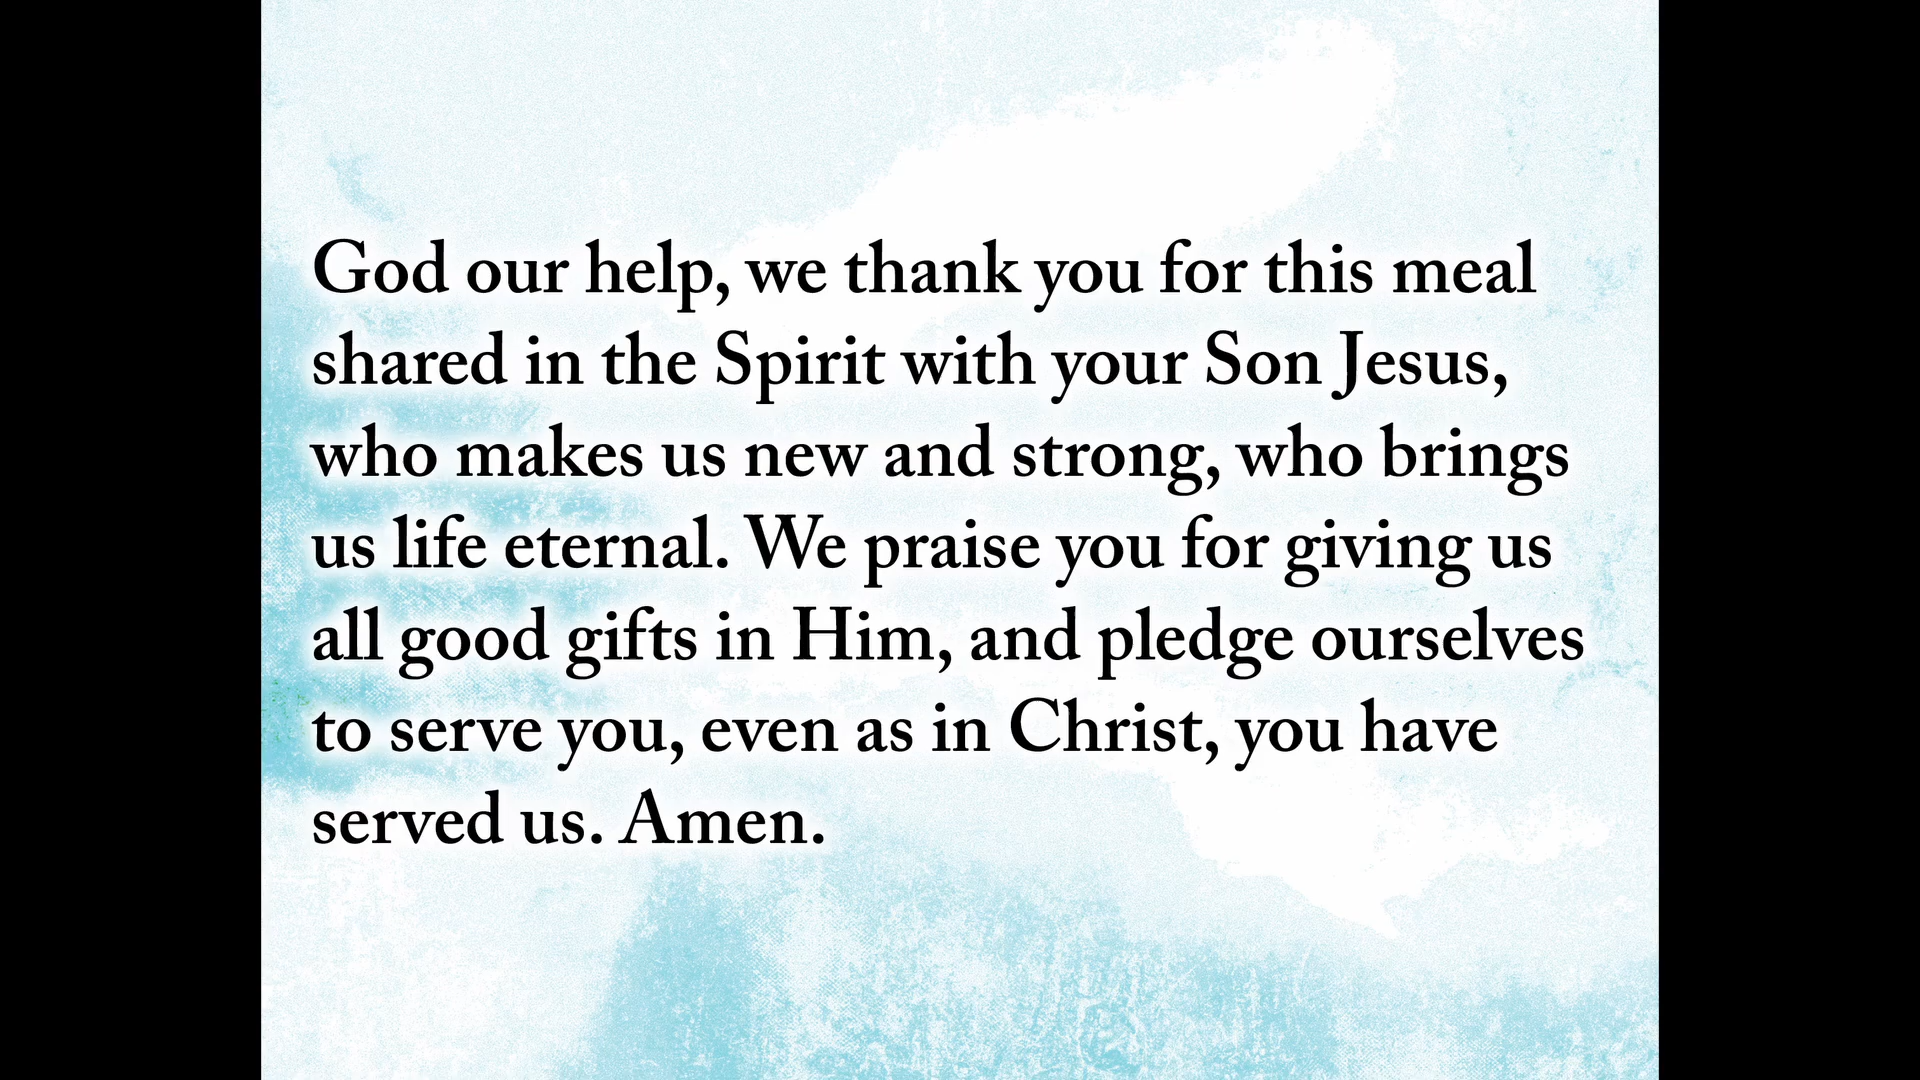 God our help, we thank you for this meal
shared in the Spirit with your Son Jesus,
who makes us new and strong, who brings
us life eternal. We praise you for giving us
all good gifts in Him, and pledge ourselves
to serve you, even as in Christ, you have
served us. Amen.